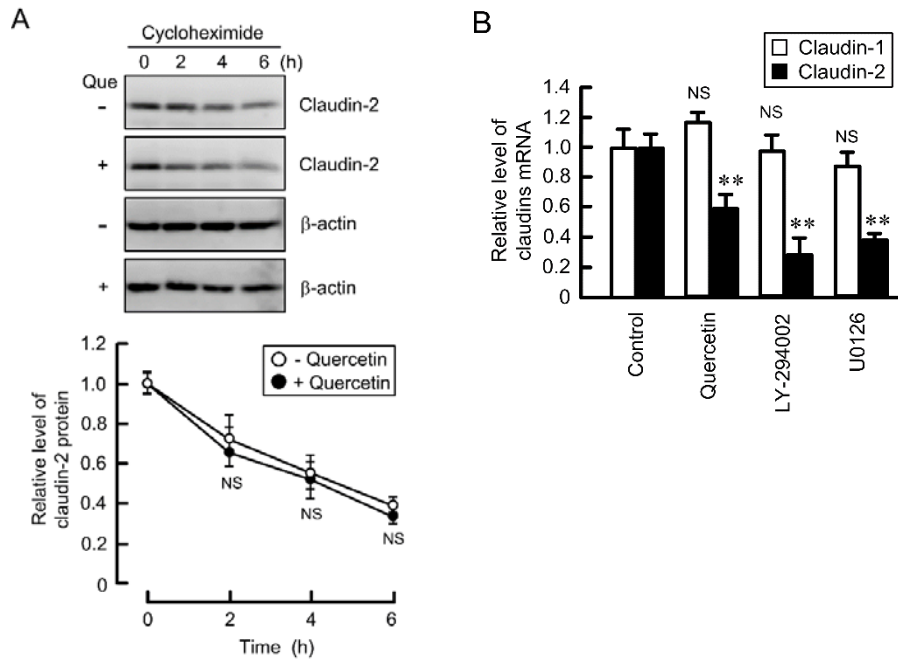 A
Cycloheximide
0 2 4 6 (h)
Que
- Claudin-2
+ Claudin-2
- β-actin
+ β-actin
1.2
1.0
0.8
0.6
0.4
0.2
0
Relative level of
claudin-2 protein
- Quercetin
+ Quercetin
NS
NS
NS
0 2 4 6
Time (h)
B
Claudin-1
Claudin-2
1.4
1.2
1.0
0.8
0.6
0.4
1.2
0
Relative level of
claudins mRNA
NS
**
NS
**
NS
**
Control
Quercetin
LY-294002
U0126